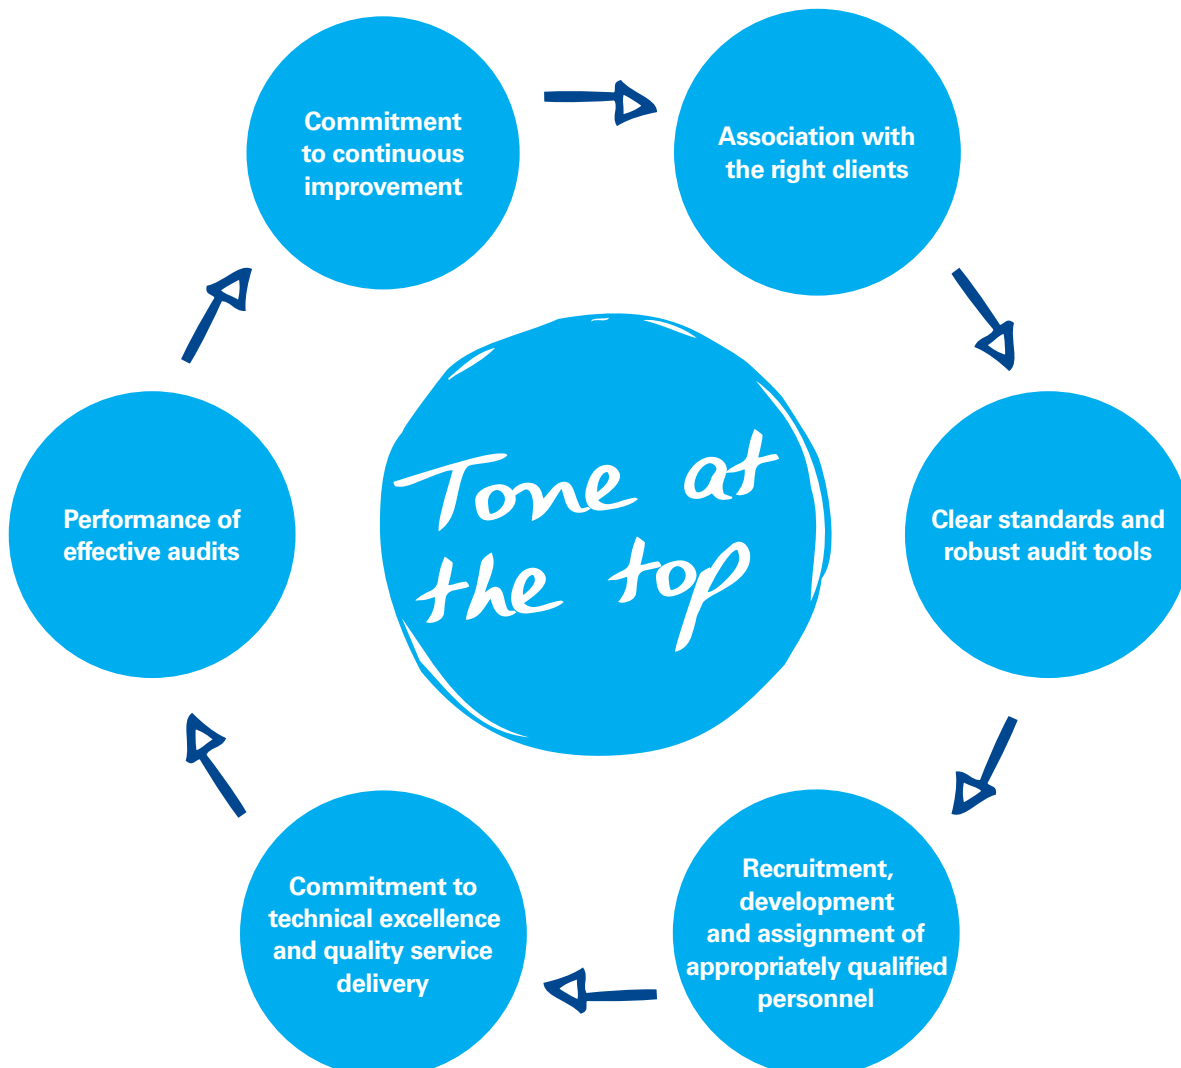 Commitment
to continuous
improvement
Association with
the right clients
Performance of
effective audits
Tone at
the top
Clear standards and
robust audit tools
Commitment to
technical excellence
and quality service
delivery
Recruitment,
development
and assignment of
appropriately qualified
personnel